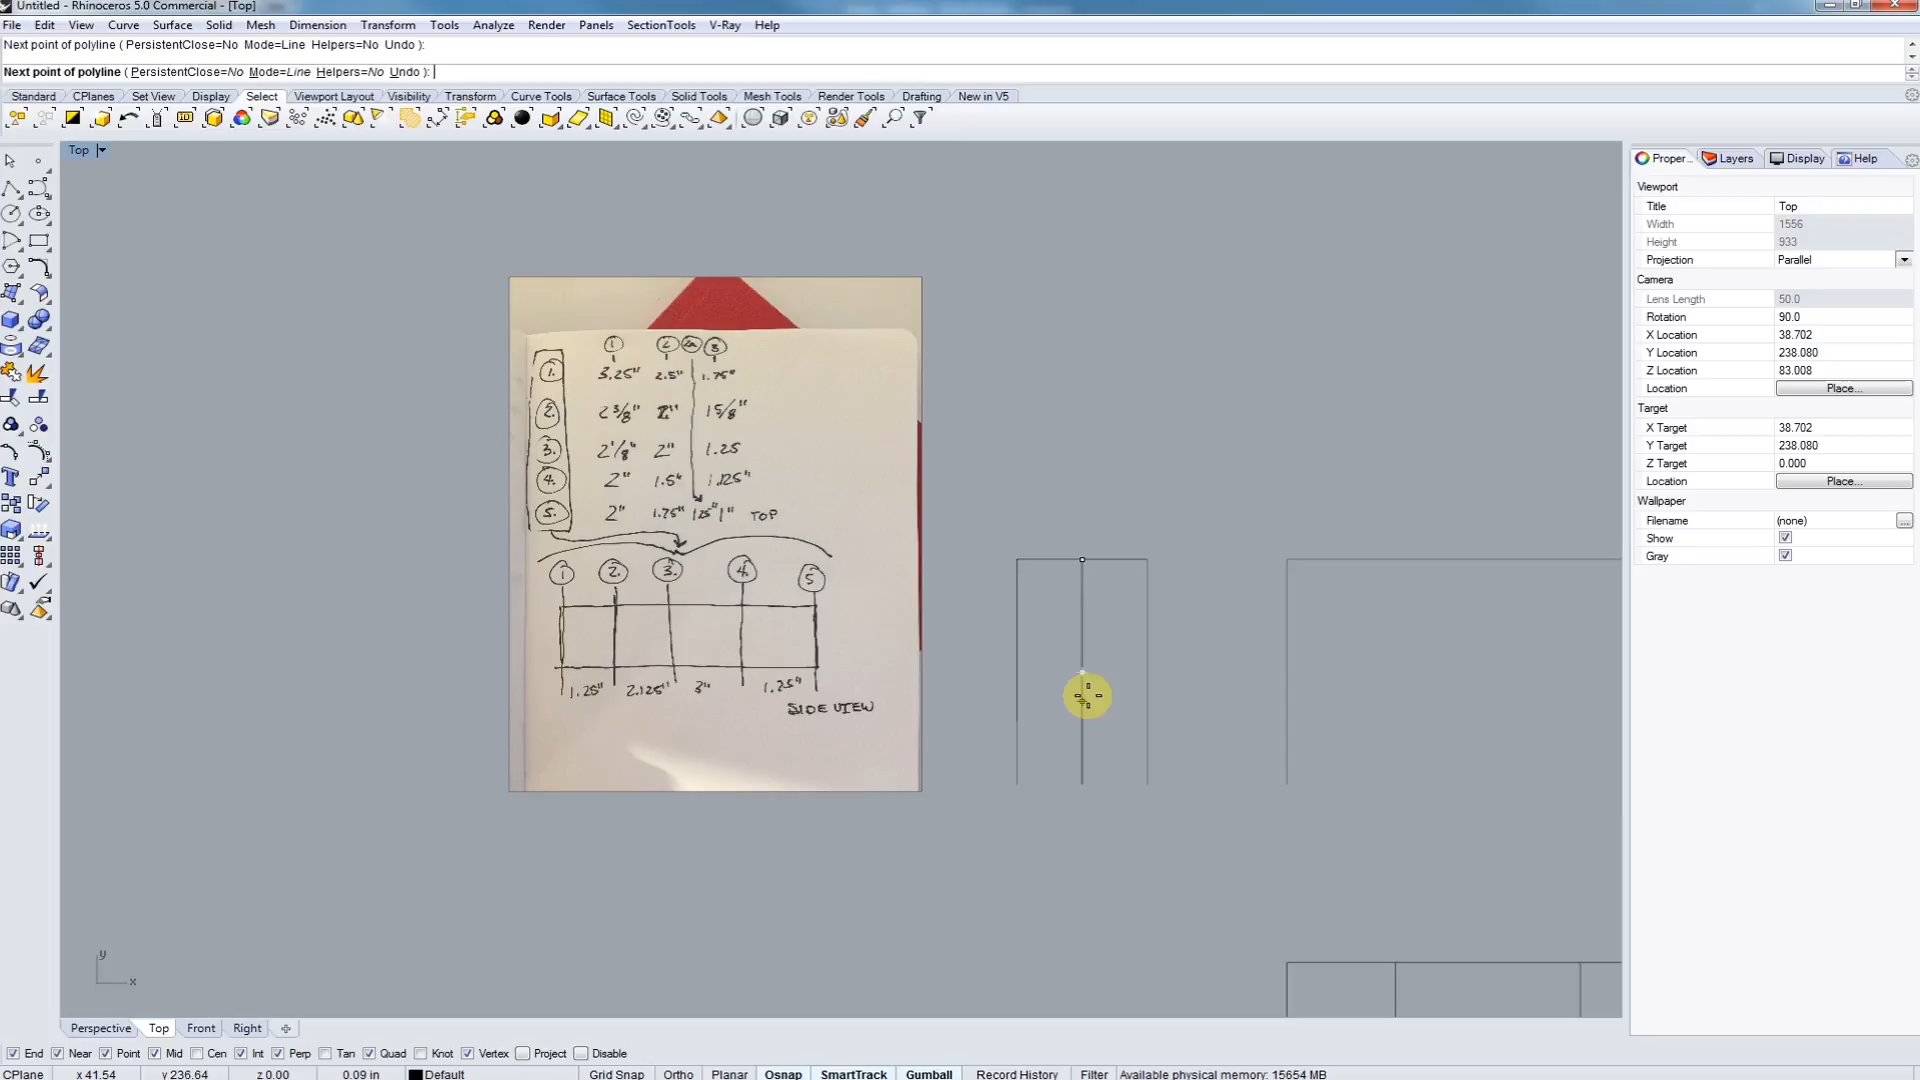 Untitled - Rhinoceros 5.0 Commercial - [Top]
File Edit View Curve Surface Solid Mesh Dimension Transform Tools Analyze Render Panels SectionTools V-Ray Help
Next point of polyline ( PersistentClose=No Mode=Line Helpers=No Undo ):
Next point of polyline ( PersistentClose=No Mode=Line Helpers=No Undo ):
Standard CPlanes Set View Display Select Viewport Layout Visibility Transform Curve Tools Surface Tools Solid Tools Mesh Tools Render Tools Drafting New in V5
Top
Proper... Layers Display Help
Viewport
Title Top
Width 1556
Height 933
Projection Parallel
Camera
Lens Length 50.0
Rotation 90.0
X Location 38.702
Y Location 238.080
Z Location 83.008
Location Place...
Target
X Target 38.702
Y Target 238.080
Z Target 0.000
Location Place...
Wallpaper
Filename (none) ...
Show
Gray
1 2 2a 3
1. 3.25" 2.5" 1.75"
2. 2 3/8" 2" 1 5/8"
3. 2 1/8" 2" 1.25
4. 2" 1.5" 1.125"
5. 2" 1.75" 1" TOP
1 2. 3. 4. 5
1.25" 2.125" 3" 1.25"
SIDE VIEW
y
x
Perspective Top Front Right
End Near Point Mid Cen Int Perp Tan Quad Knot Vertex Project Disable
CPlane x 41.54 y 236.64 z 0.00 0.09 in Default Grid Snap Ortho Planar Osnap SmartTrack Gumball Record History Filter Available physical memory: 15654 MB